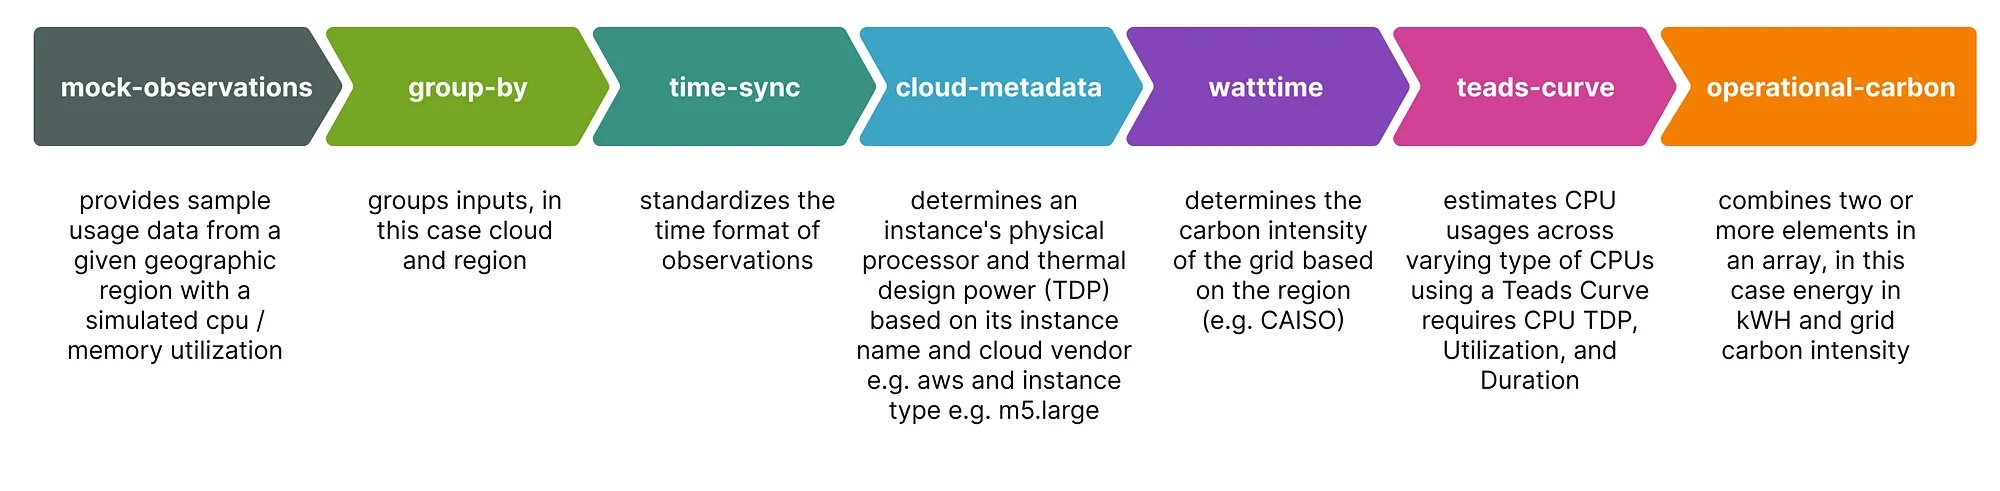 mock-observations
group-by
time-sync
cloud-metadata
watttime
teads-curve
operational-carbon
provides sample
usage data from a
given geographic
region with a
simulated cpu /
memory utilization
groups inputs, in
this case cloud
and region
standardizes the
time format of
observations
determines an
instance's physical
processor and thermal
design power (TDP)
based on its instance
name and cloud vendor
e.g. aws and instance
type e.g. m5.large
determines the
carbon intensity
of the grid based
on the region
(e.g. CAISO)
estimates CPU
usages across
varying type of CPUs
using a Teads Curve
requires CPU TDP,
Utilization, and
Duration
combines two or
more elements in
an array, in this
case energy in
kWH and grid
carbon intensity